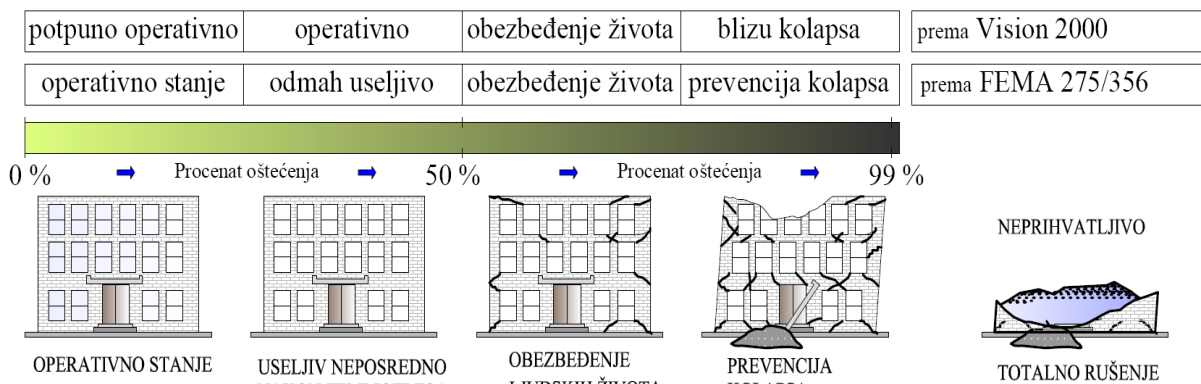 potpuno operativno operativno obezbeđenje života blizu kolapsa prema Vision 2000
operativno stanje odmah useljivo obezbeđenje života prevencija kolapsa prema FEMA 275/356
0 % Procenat oštećenja 50 % Procenat oštećenja 99 %
NEPRIHVATLJIVO
OPERATIVNO STANJE USELJIV NEPOSREDNO OBEZBEĐENJE PREVENCIJA TOTALNO RUŠENJE